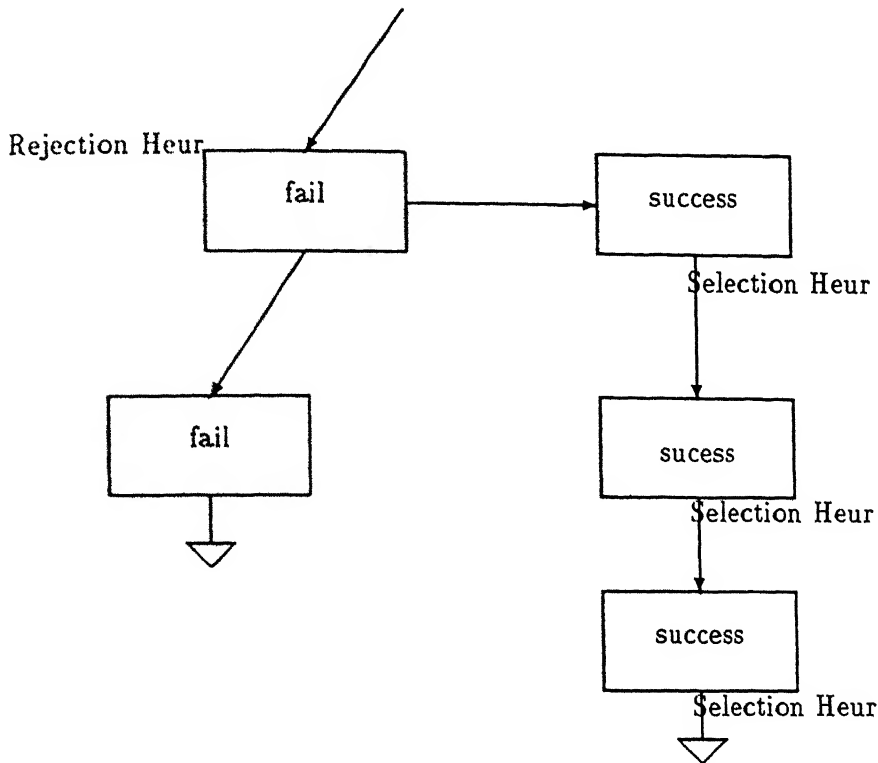 Rejection Heur
fail
success
Selection Heur
fail
sucess
Selection Heur
success
Selection Heur